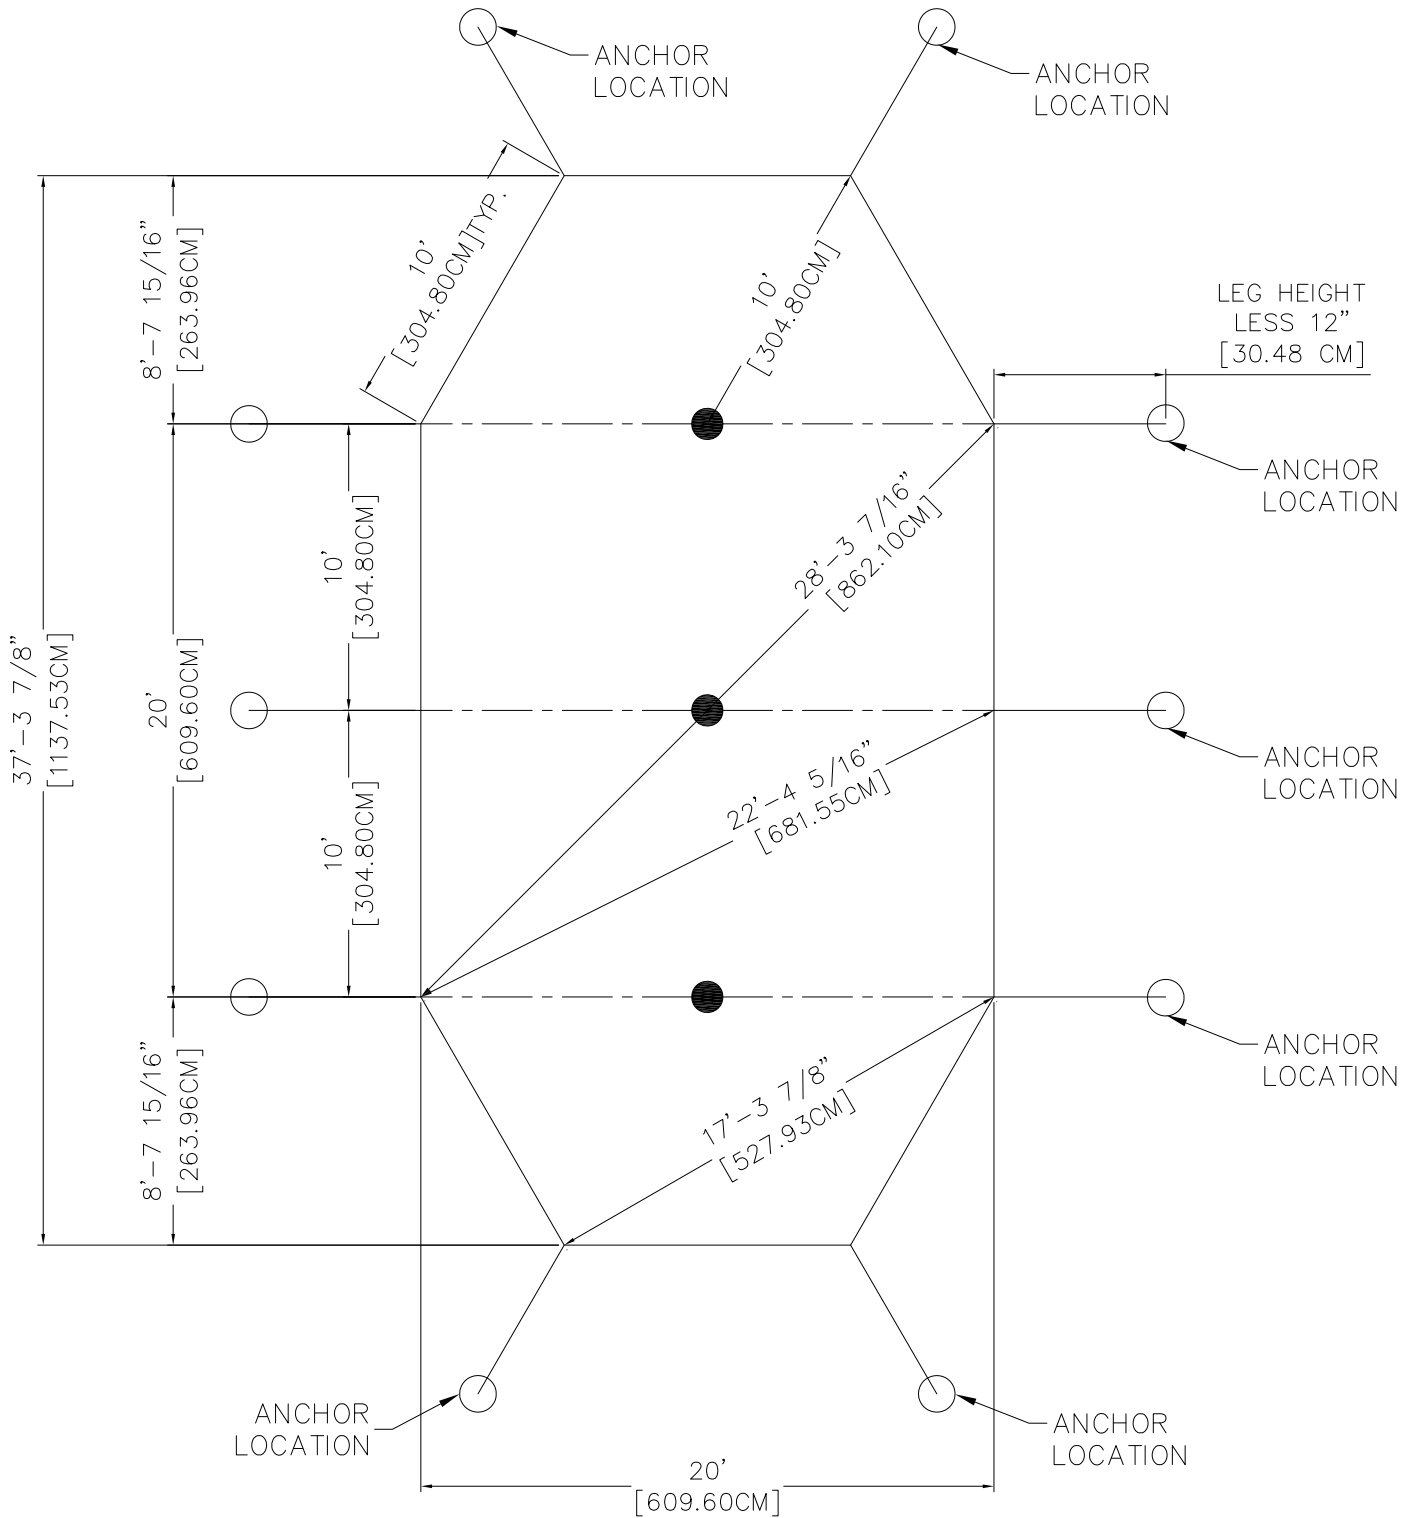 ANCHOR
LOCATION
ANCHOR
LOCATION
10'
[304.80CM]TYP.
8'-7 15/16"
[263.96CM]
10'
[304.80CM]
LEG HEIGHT
LESS 12"
[30.48 CM]
ANCHOR
LOCATION
10'
[304.80CM]
28'-3 7/16"
[862.10CM]
37'-3 7/8"
[1137.53CM]
20'
[609.60CM]
22'-4 5/16"
[681.55CM]
ANCHOR
LOCATION
10'
[304.80CM]
ANCHOR
LOCATION
8'-7 15/16"
[263.96CM]
17'-3 7/8"
[527.93CM]
ANCHOR
LOCATION
ANCHOR
LOCATION
20'
[609.60CM]